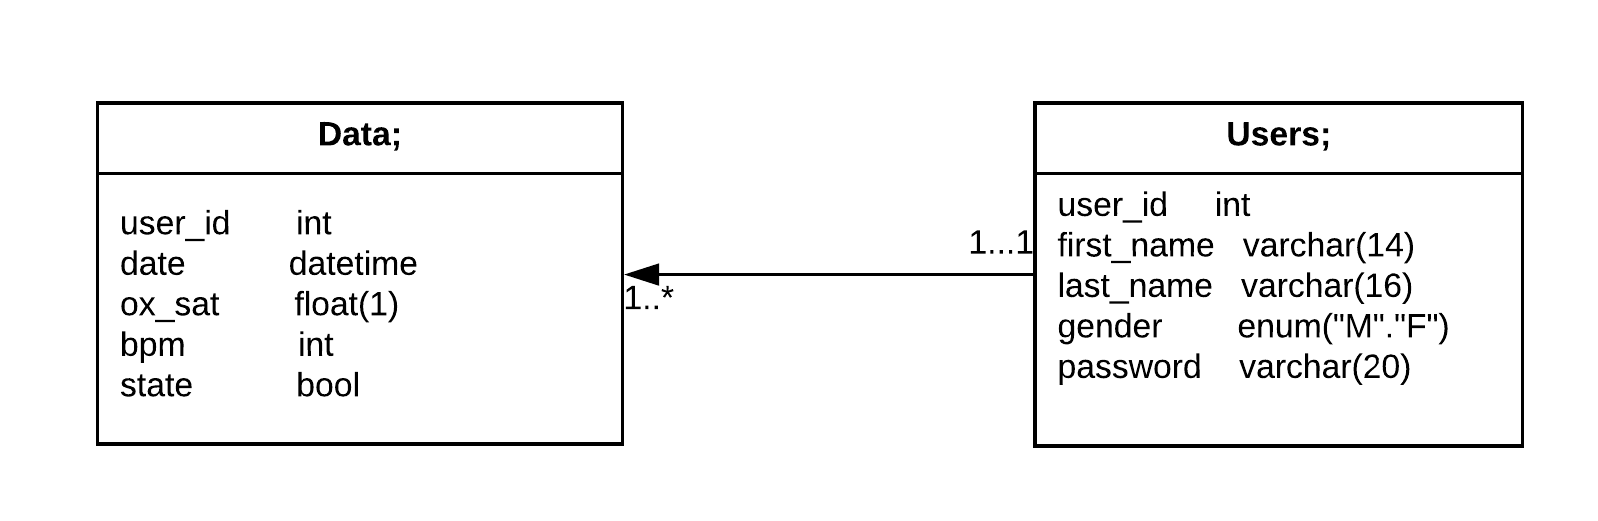 Data;
user_id int
date datetime
ox_sat float(1)
bpm int
state bool
1..*
1...1
Users;
user_id int
first_name varchar(14)
last_name varchar(16)
gender enum("M"."F")
password varchar(20)